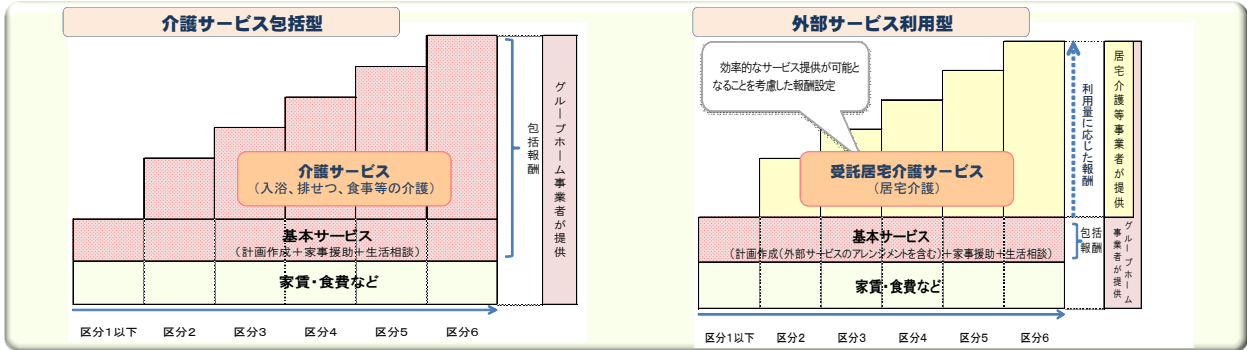 介護サービス包括型
介護サービス
（入浴、排せつ、食事等の介護）
基本サービス
（計画作成＋家事援助＋生活相談）
家賃・食費など
包括報酬
グループホーム事業者が提供
区分1以下 区分2 区分3 区分4 区分5 区分6
外部サービス利用型
効率的なサービス提供が可能と
なることを考慮した報酬設定
受託居宅介護サービス
（居宅介護）
基本サービス
（計画作成（外部サービスのアレンジメントを含む）＋家事援助＋生活相談）
家賃・食費など
利用量に応じた報酬
居宅介護等事業者が提供
包括
報酬
グループホーム
事業者が提供
区分1以下 区分2 区分3 区分4 区分5 区分6